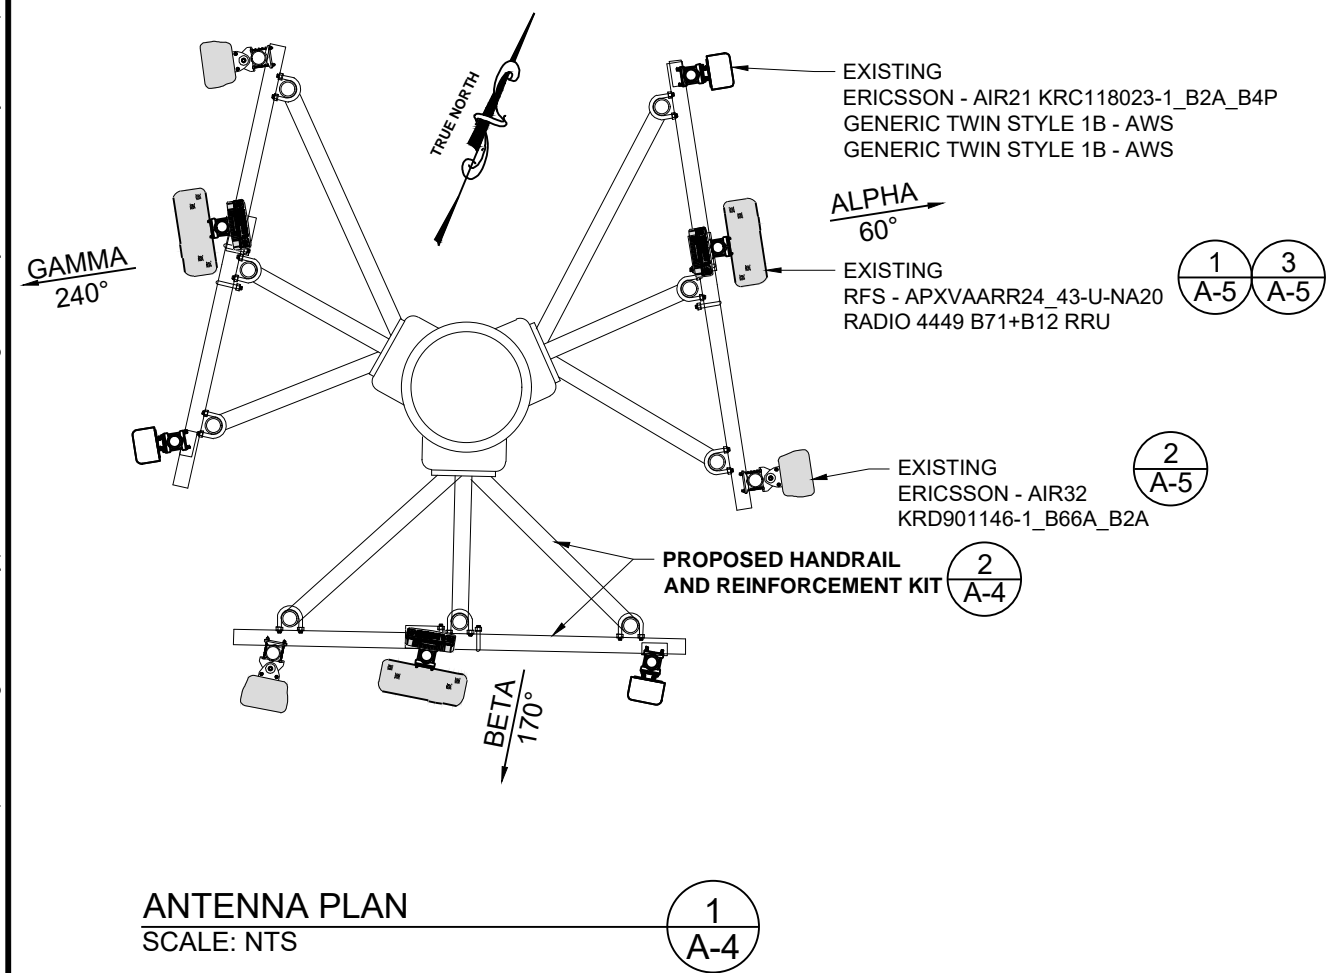 TRUE NORTH
EXISTING
ERICSSON - AIR21 KRC118023-1_B2A_B4P
GENERIC TWIN STYLE 1B - AWS
GENERIC TWIN STYLE 1B - AWS
ALPHA
60°
GAMMA
240°
EXISTING
RFS - APXVAARR24_43-U-NA20
RADIO 4449 B71+B12 RRU
1
A-5
3
A-5
EXISTING
ERICSSON - AIR32
KRD901146-1_B66A_B2A
2
A-5
PROPOSED HANDRAIL
AND REINFORCEMENT KIT
2
A-4
BETA
170°
ANTENNA PLAN
SCALE: NTS
1
A-4